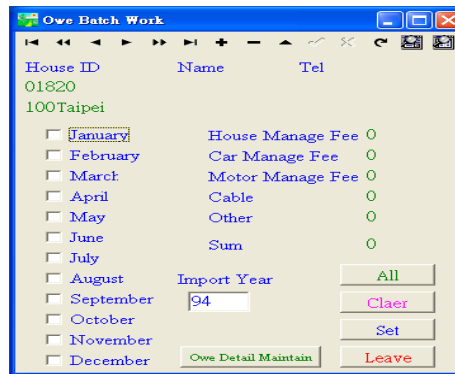 Owe Batch Work
House ID Name Tel
01820
100Taipei
January House Manage Fee 0
February Car Manage Fee 0
March Motor Manage Fee 0
April Cable 0
May Other 0
June
Sum 0
July
August Import Year All
September 94 Claer
October
Set
November
December Owe Detail Maintain Leave